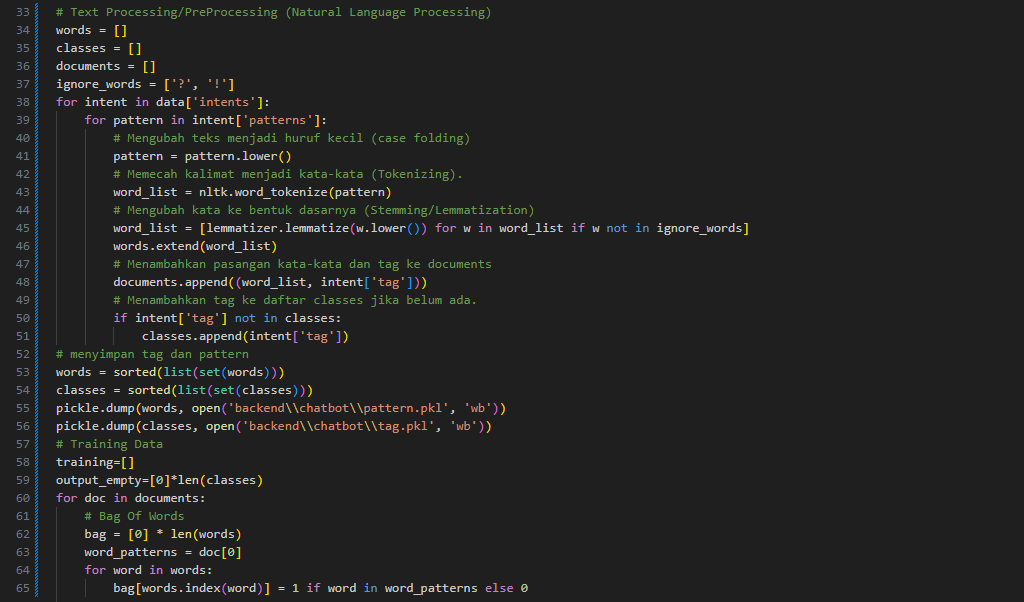 33 # Text Processing/PreProcessing (Natural Language Processing)
34 words = []
35 classes = []
36 documents = []
37 ignore_words = ['?', '!']
38 for intent in data['intents']:
39     for pattern in intent['patterns']:
40         # Mengubah teks menjadi huruf kecil (case folding)
41         pattern = pattern.lower()
42         # Memecah kalimat menjadi kata-kata (Tokenizing).
43         word_list = nltk.word_tokenize(pattern)
44         # Mengubah kata ke bentuk dasarnya (Stemming/Lemmatization)
45         word_list = [lemmatizer.lemmatize(w.lower()) for w in word_list if w not in ignore_words]
46         words.extend(word_list)
47         # Menambahkan pasangan kata-kata dan tag ke documents
48         documents.append((word_list, intent['tag']))
49         # Menambahkan tag ke daftar classes jika belum ada.
50         if intent['tag'] not in classes:
51             classes.append(intent['tag'])
52 # menyimpan tag dan pattern
53 words = sorted(list(set(words)))
54 classes = sorted(list(set(classes)))
55 pickle.dump(words, open('backend\\chatbot\\pattern.pkl', 'wb'))
56 pickle.dump(classes, open('backend\\chatbot\\tag.pkl', 'wb'))
57 # Training Data
58 training=[]
59 output_empty=[0]*len(classes)
60 for doc in documents:
61     # Bag Of Words
62     bag = [0] * len(words)
63     word_patterns = doc[0]
64     for word in words:
65         bag[words.index(word)] = 1 if word in word_patterns else 0